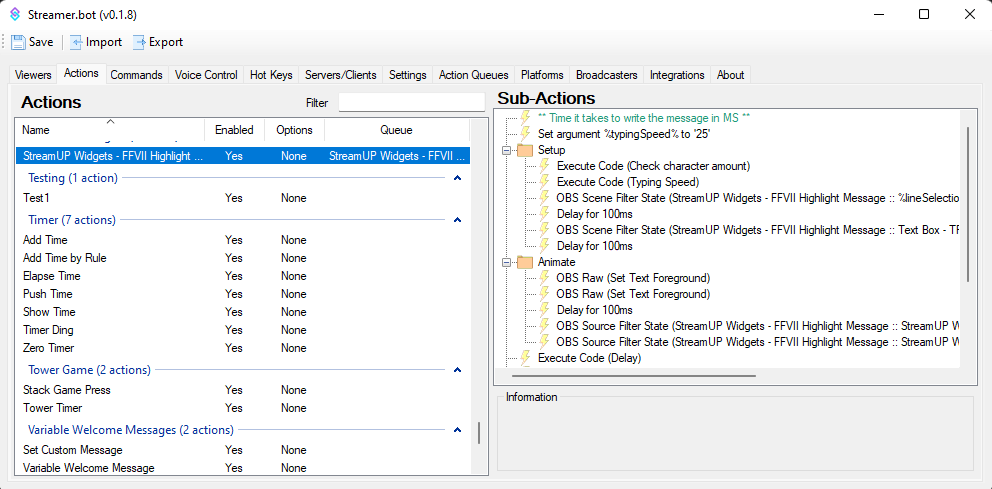 Streamer.bot (v0.1.8)
Save Import Export
Viewers Actions Commands Voice Control Hot Keys Servers/Clients Settings Action Queues Platforms Broadcasters Integrations About
Actions
Filter
Name Enabled Options Queue
StreamUP Widgets - FFVII Highlight ... Yes None StreamUP Widgets - FFVII ...
Testing (1 action)
Test1 Yes None
Timer (7 actions)
Add Time Yes None
Add Time by Rule Yes None
Elapse Time Yes None
Push Time Yes None
Show Time Yes None
Timer Ding Yes None
Zero Timer Yes None
Tower Game (2 actions)
Stack Game Press Yes None
Tower Timer Yes None
Variable Welcome Messages (2 actions)
Set Custom Message Yes None
Variable Welcome Message Yes None
Sub-Actions
** Time it takes to write the message in MS **
Set argument %typingSpeed% to '25'
Setup
Execute Code (Check character amount)
Execute Code (Typing Speed)
OBS Scene Filter State (StreamUP Widgets - FFVII Highlight Message :: %lineSelectio
Delay for 100ms
OBS Scene Filter State (StreamUP Widgets - FFVII Highlight Message :: Text Box - TF
Delay for 100ms
Animate
OBS Raw (Set Text Foreground)
OBS Raw (Set Text Foreground)
Delay for 100ms
OBS Source Filter State (StreamUP Widgets - FFVII Highlight Message :: StreamUP W
OBS Source Filter State (StreamUP Widgets - FFVII Highlight Message :: StreamUP W
Execute Code (Delay)
Information